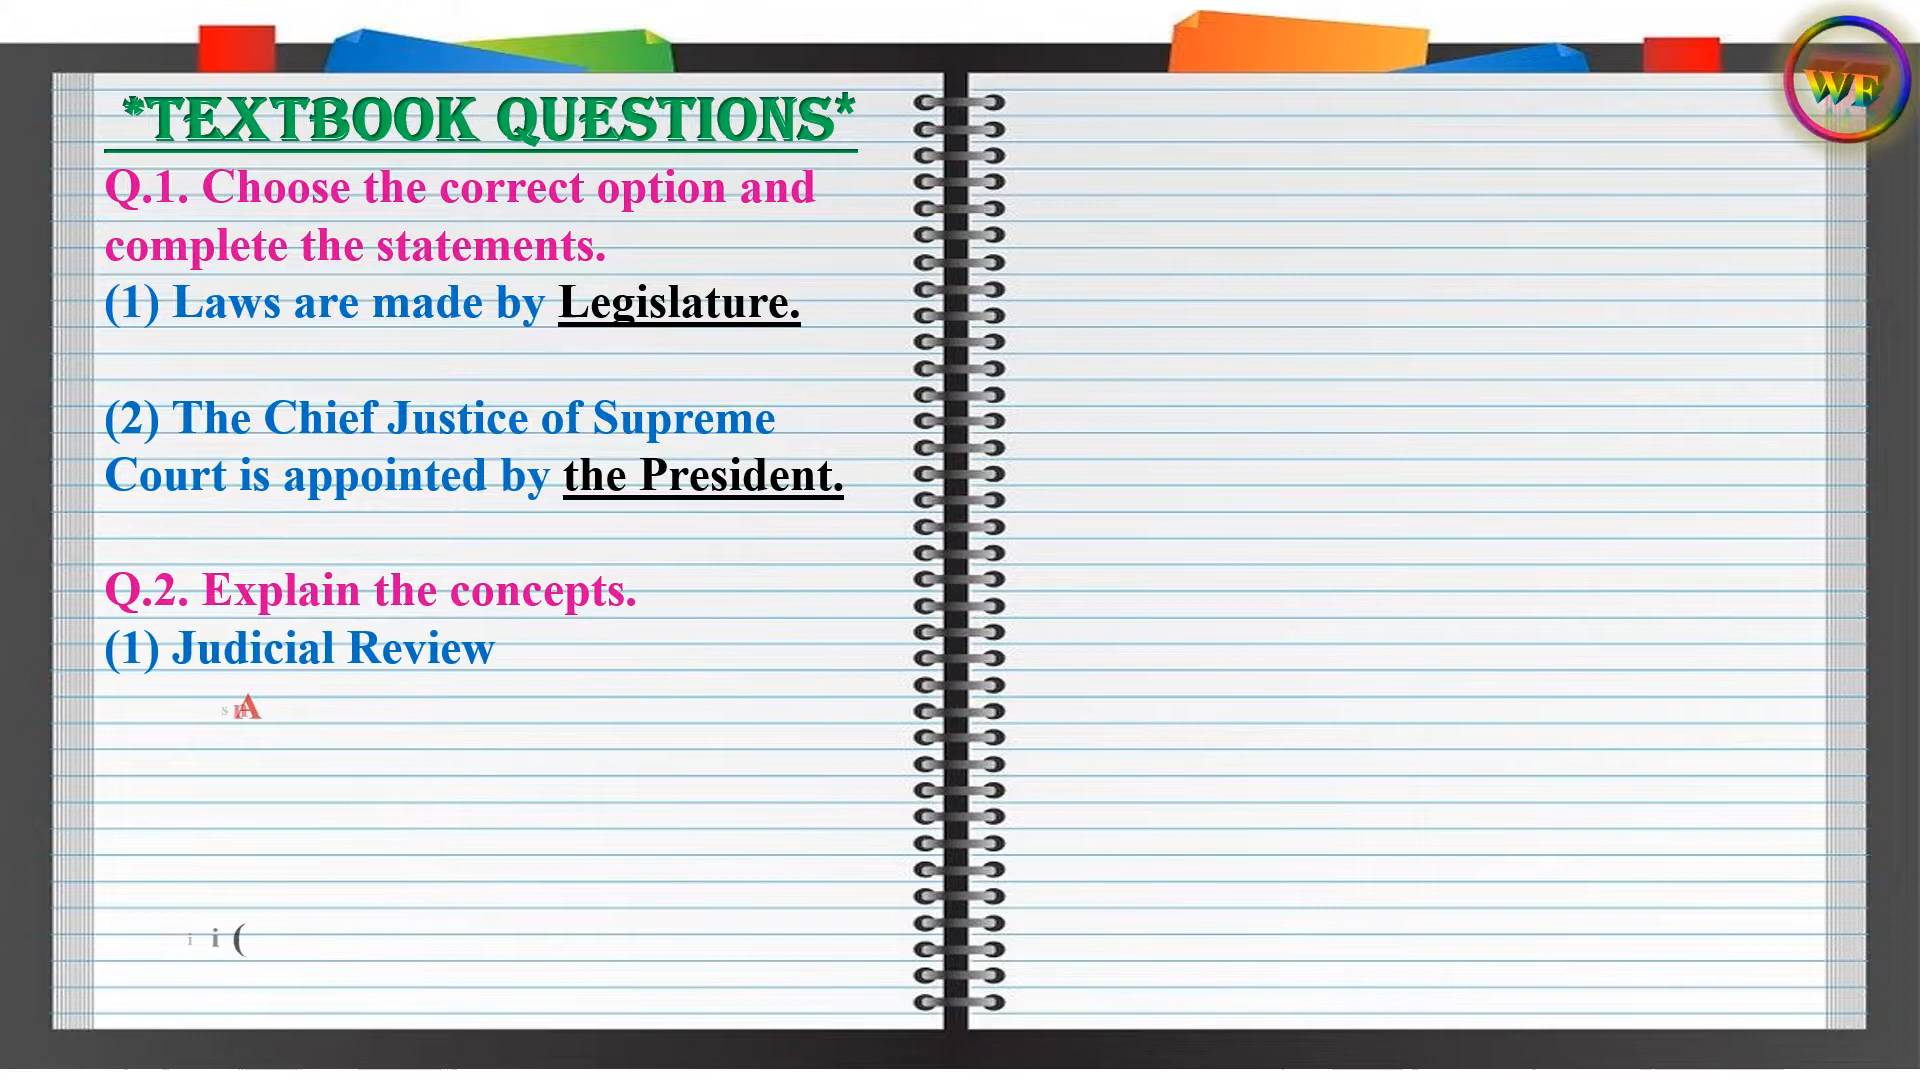 *TEXTBOOK QUESTIONS*
Q.1. Choose the correct option and
complete the statements.
(1) Laws are made by Legislature.
(2) The Chief Justice of Supreme
Court is appointed by the President.
Q.2. Explain the concepts.
(1) Judicial Review
A
i i (
WE